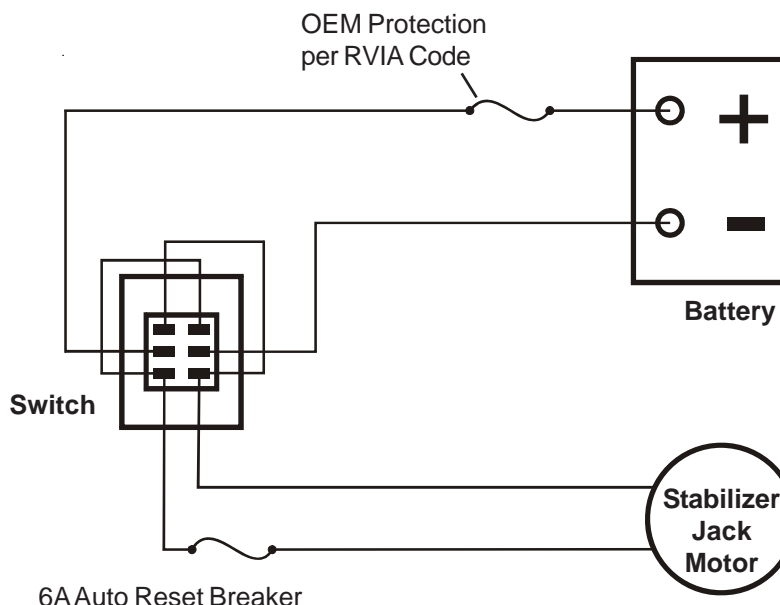 OEM Protection
per RVIA Code
+
-
Battery
Switch
Stabilizer
Jack
Motor
6A Auto Reset Breaker